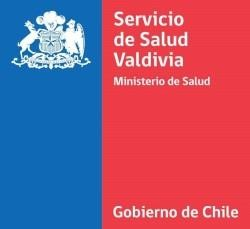 Servicio
de Salud
Valdivia
Ministerio de Salud
Gobierno de Chile